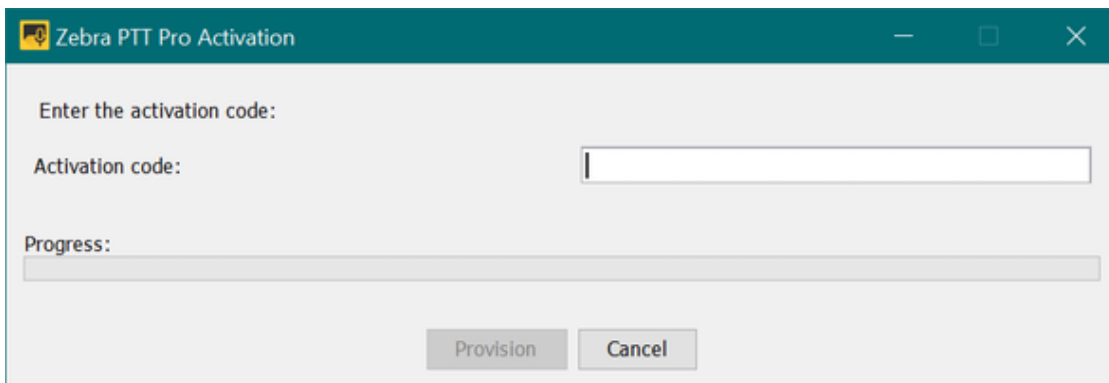 Zebra PTT Pro Activation
Enter the activation code:
Activation code:
Progress:
Provision Cancel